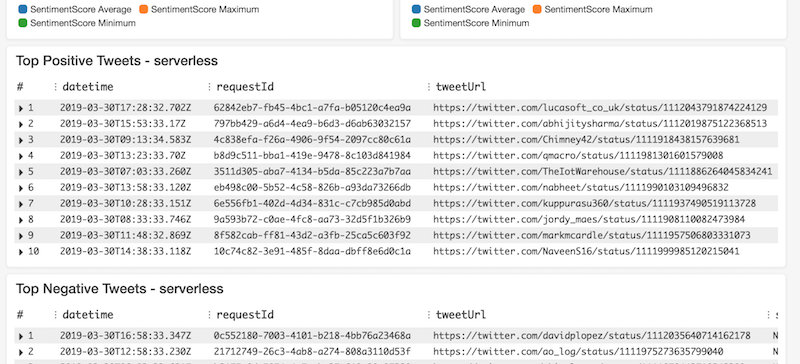 SentimentScore Average SentimentScore Maximum SentimentScore Average SentimentScore Maximum
SentimentScore Minimum SentimentScore Minimum
Top Positive Tweets - serverless
# datetime requestId tweetUrl
1 2019-03-30T17:28:32.702Z 62842eb7-fb45-4bc1-a7fa-b05120c4ea9a https://twitter.com/lucasoft_co_uk/status/1112043791874224129
2 2019-03-30T15:53:33.17Z 797bb429-a6d4-4ea9-b6d3-d6ab63032157 https://twitter.com/abhijitysharma/status/1112019875122368513
3 2019-03-30T09:13:34.583Z 4c838efa-f26a-4906-9f54-2097cc80c61a https://twitter.com/Chimney42/status/1111918438157639681
4 2019-03-30T13:23:33.70Z b8d9c511-bba1-419e-9478-8c103d841984 https://twitter.com/qmacro/status/1111981301601579008
5 2019-03-30T07:03:33.260Z 3511d305-aba7-4134-b5da-85c223a7b7aa https://twitter.com/TheIotWarehouse/status/1111886264045834241
6 2019-03-30T13:58:33.120Z eb498c00-5b52-4c58-826b-a93da73266db https://twitter.com/nabheet/status/1111990103109496832
7 2019-03-30T10:28:33.151Z 6e556fb1-402d-4d34-831c-c7cb985d0abd https://twitter.com/kuppurasu360/status/1111937490519113728
8 2019-03-30T08:33:33.746Z 9a593b72-c0ae-4fc8-aa73-32d5f1b326b9 https://twitter.com/jordy_maes/status/1111908110082473984
9 2019-03-30T11:48:32.869Z 8f582cab-ff81-43d2-a3fb-25ca5c603f92 https://twitter.com/markmcardle/status/1111957506803331073
10 2019-03-30T14:38:33.118Z 10c74c82-3e91-485f-8daa-dbff8e6d0c1a https://twitter.com/NaveenS16/status/1111999985120215041
Top Negative Tweets - serverless
# datetime requestId tweetUrl
1 2019-03-30T16:58:33.347Z 0c552180-7003-4101-b218-4bb76a23468a https://twitter.com/davidplopez/status/1112035640714162178 N
2 2019-03-30T12:58:33.230Z 21712749-26c3-4ab8-a274-808a3110d53f https://twitter.com/ao_log/status/1111975273635799040 N